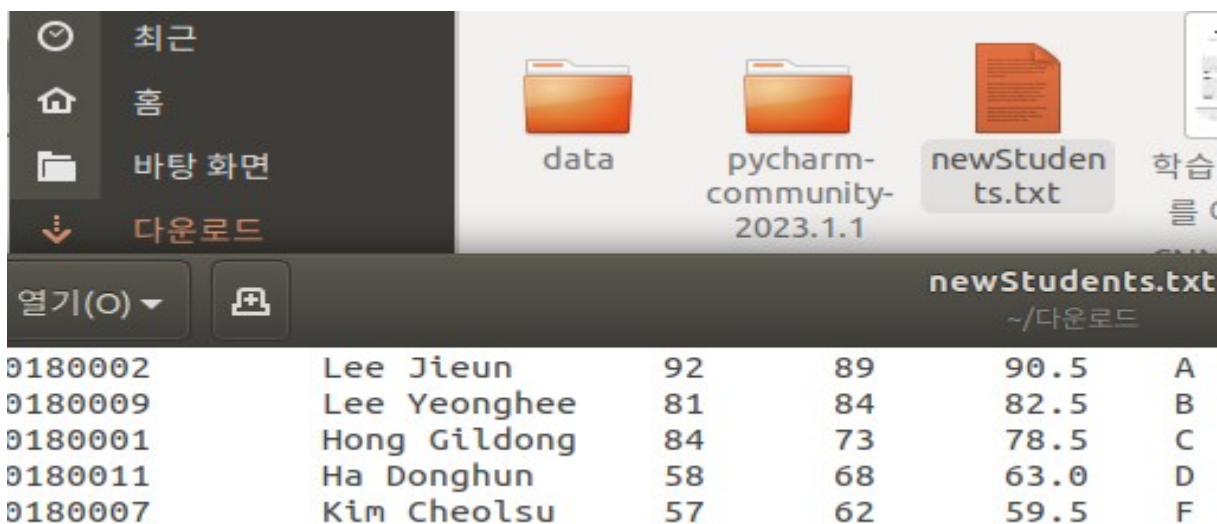 최근
홈
바탕 화면
다운로드
data
pycharm-
community-
2023.1.1
newStuden
ts.txt
학습
를
열기(O)
newStudents.txt
~/다운로드
0180002 Lee Jieun 92 89 90.5 A
0180009 Lee Yeonghee 81 84 82.5 B
0180001 Hong Gildong 84 73 78.5 C
0180011 Ha Donghun 58 68 63.0 D
0180007 Kim Cheolsu 57 62 59.5 F